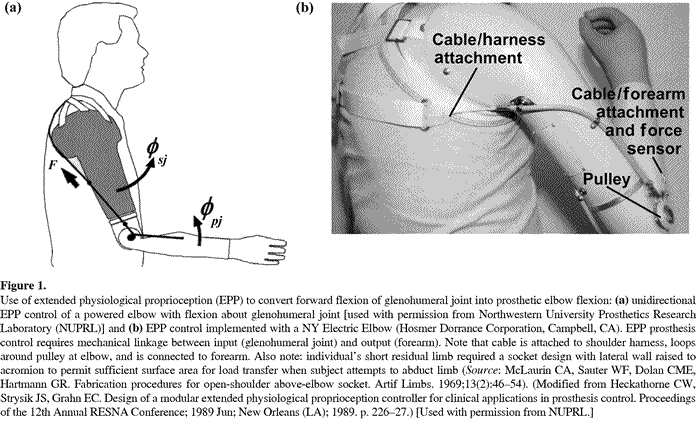 (a)
(b)
Cable/harness
attachment
Cable/forearm
attachment
and force
sensor
Pulley
F
ϕsj
ϕpj
Figure 1.
Use of extended physiological proprioception (EPP) to convert forward flexion of glenohumeral joint into prosthetic elbow flexion: (a) unidirectional
EPP control of a powered elbow with flexion about glenohumeral joint [used with permission from Northwestern University Prosthetics Research
Laboratory (NUPRL)] and (b) EPP control implemented with a NY Electric Elbow (Hosmer Dorrance Corporation, Campbell, CA). EPP prosthesis
control requires mechanical linkage between input (glenohumeral joint) and output (forearm). Note that cable is attached to shoulder harness, loops
around pulley at elbow, and is connected to forearm. Also note: individual's short residual limb required a socket design with lateral wall raised to
acromion to permit sufficient surface area for load transfer when subject attempts to abduct limb (Source: McLaurin CA, Sauter WF, Dolan CME,
Hartmann GR. Fabrication procedures for open-shoulder above-elbow socket. Artif Limbs. 1969;13(2):46–54). (Modified from Heckathorne CW,
Strysik JS, Grahn EC. Design of a modular extended physiological proprioception controller for clinical applications in prosthesis control. Proceedings
of the 12th Annual RESNA Conference; 1989 Jun; New Orleans (LA); 1989. p. 226–27.) [Used with permission from NUPRL.]